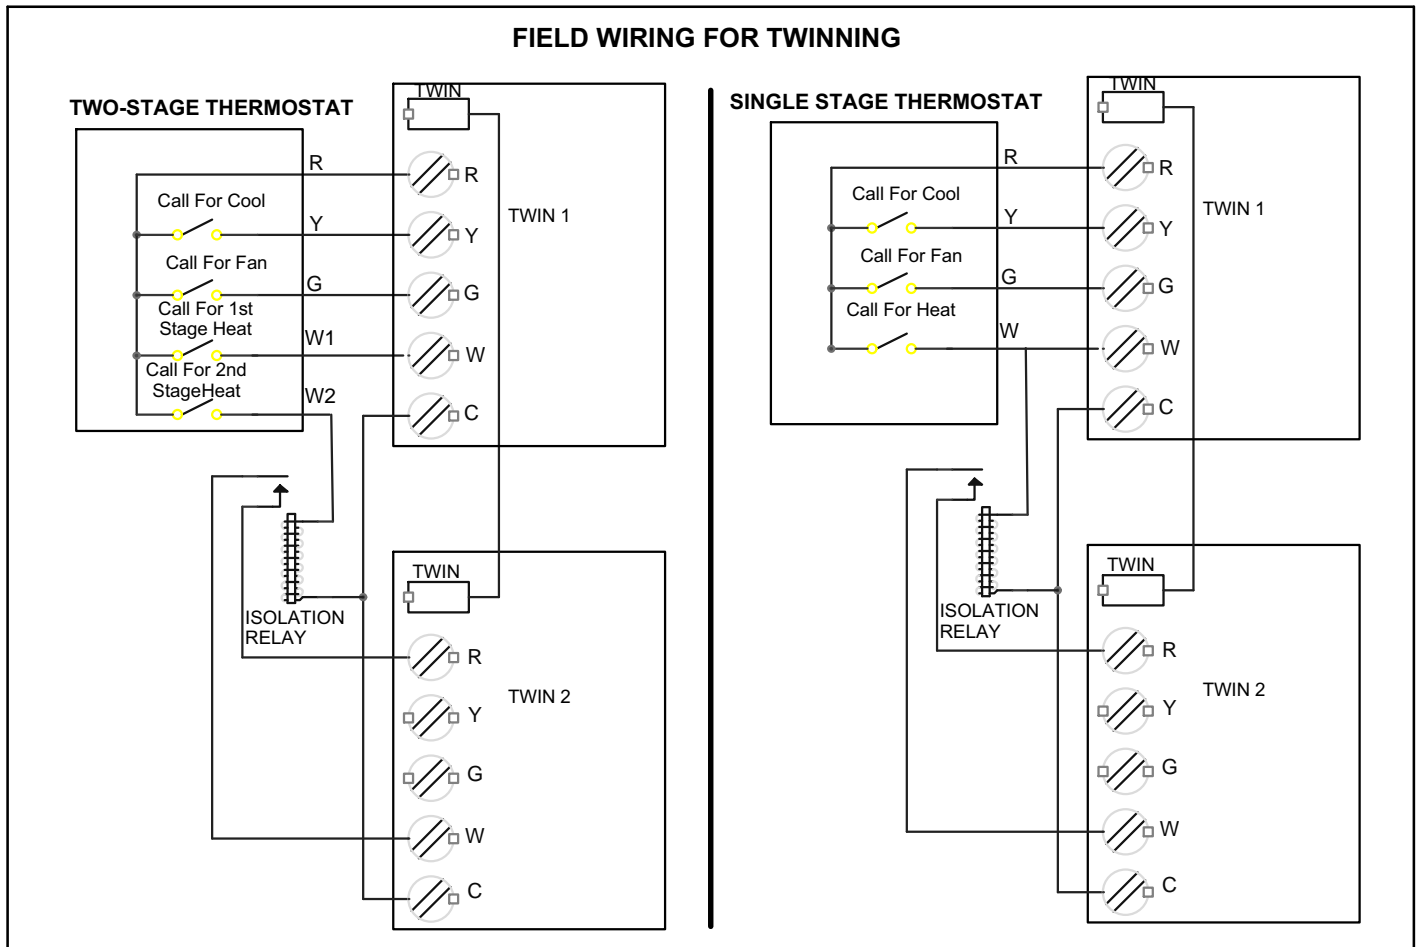 FIELD WIRING FOR TWINNING
TWO-STAGE THERMOSTAT
TWIN
R
R
Call For Cool
TWIN 1
Y
Y
Call For Fan
G
G
Call For 1st
Stage Heat
W1
W
Call For 2nd
StageHeat
W2
C
TWIN
ISOLATION
RELAY
R
TWIN 2
Y
G
W
C
SINGLE STAGE THERMOSTAT
TWIN
R
R
Call For Cool
TWIN 1
Y
Y
Call For Fan
G
G
Call For Heat
W
W
C
TWIN
ISOLATION
RELAY
R
TWIN 2
Y
G
W
C